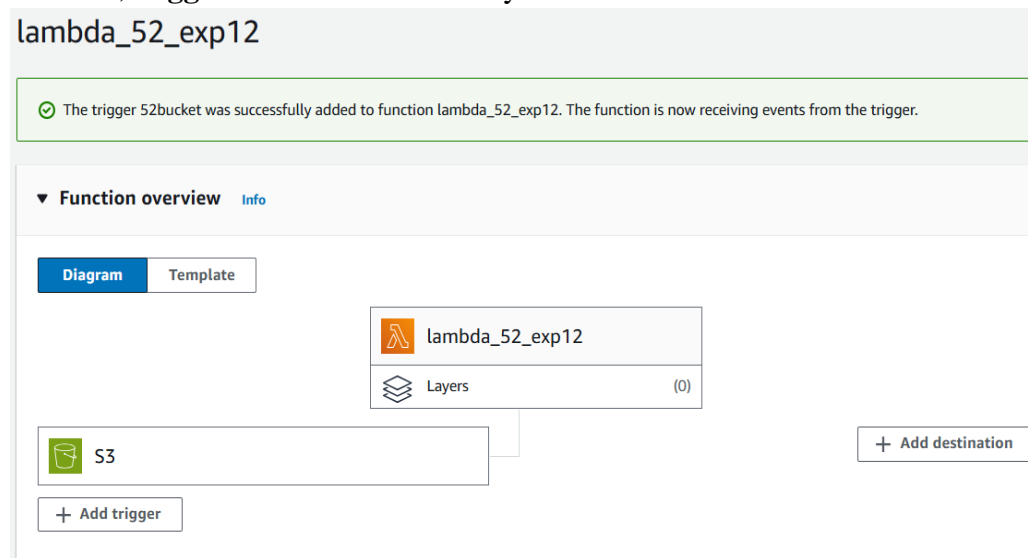 lambda_52_exp12
The trigger 52bucket was successfully added to function lambda_52_exp12. The function is now receiving events from the trigger.
▼ Function overview Info
Diagram Template
lambda_52_exp12
Layers (0)
S3
+ Add destination
+ Add trigger